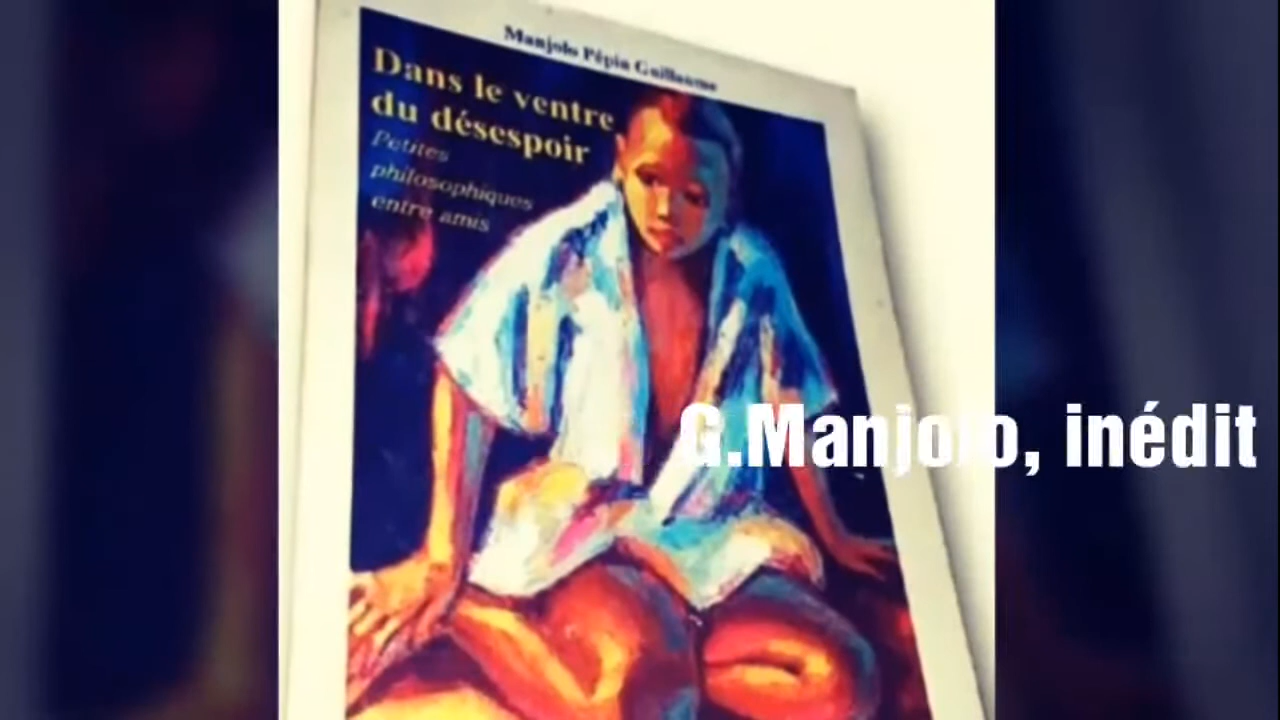 Manjolo Pépin Guillaume
Dans le ventre
du désespoir
Petites
philosophiques
entre amis
G.Manjolo, inédit